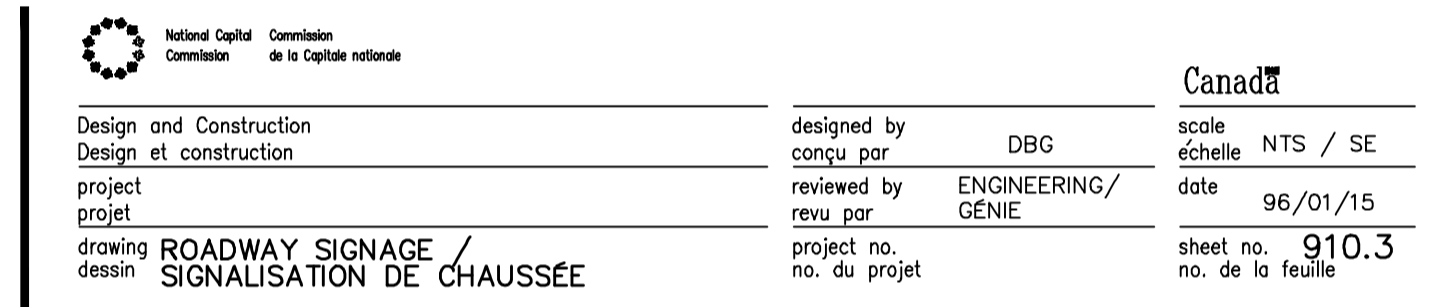 National Capital Commission
Commission de la Capitale nationale
Canada
Design and Construction
Design et construction
designed by
conçu par
DBG
scale
échelle
NTS / SE
project
projet
reviewed by
revu par
ENGINEERING/
GÉNIE
date
96/01/15
drawing
dessin
ROADWAY SIGNAGE /
SIGNALISATION DE CHAUSSÉE
project no.
no. du projet
sheet no.
no. de la feuille
910.3